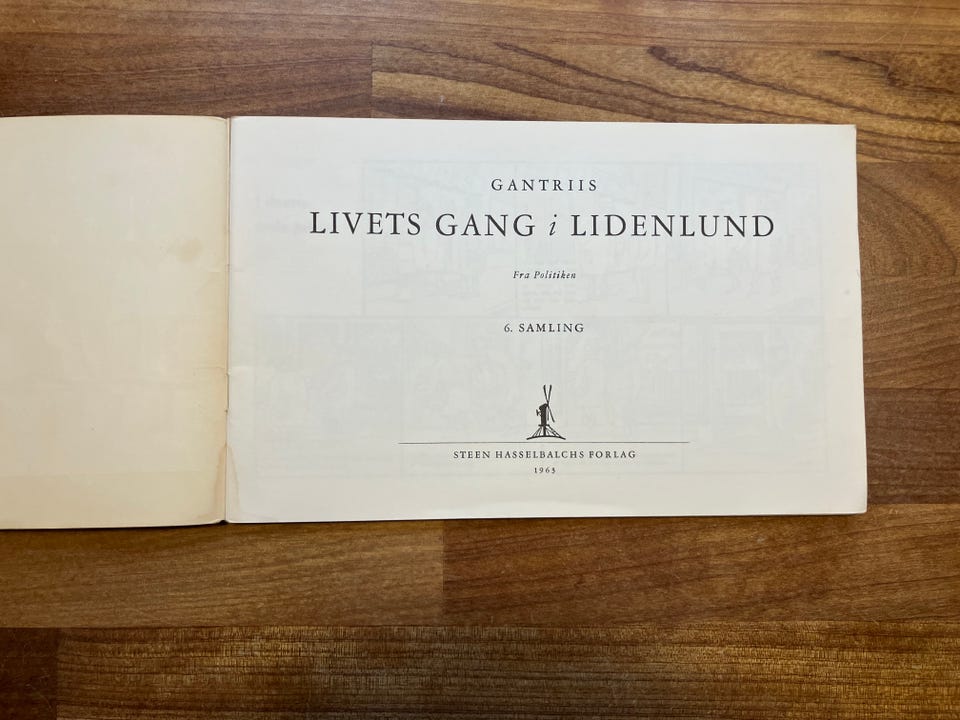 GANTRIIS
LIVETS GANG i LIDENLUND
Fra Politiken
6. SAMLING
STEEN HASSELBALCHS FORLAG
1963